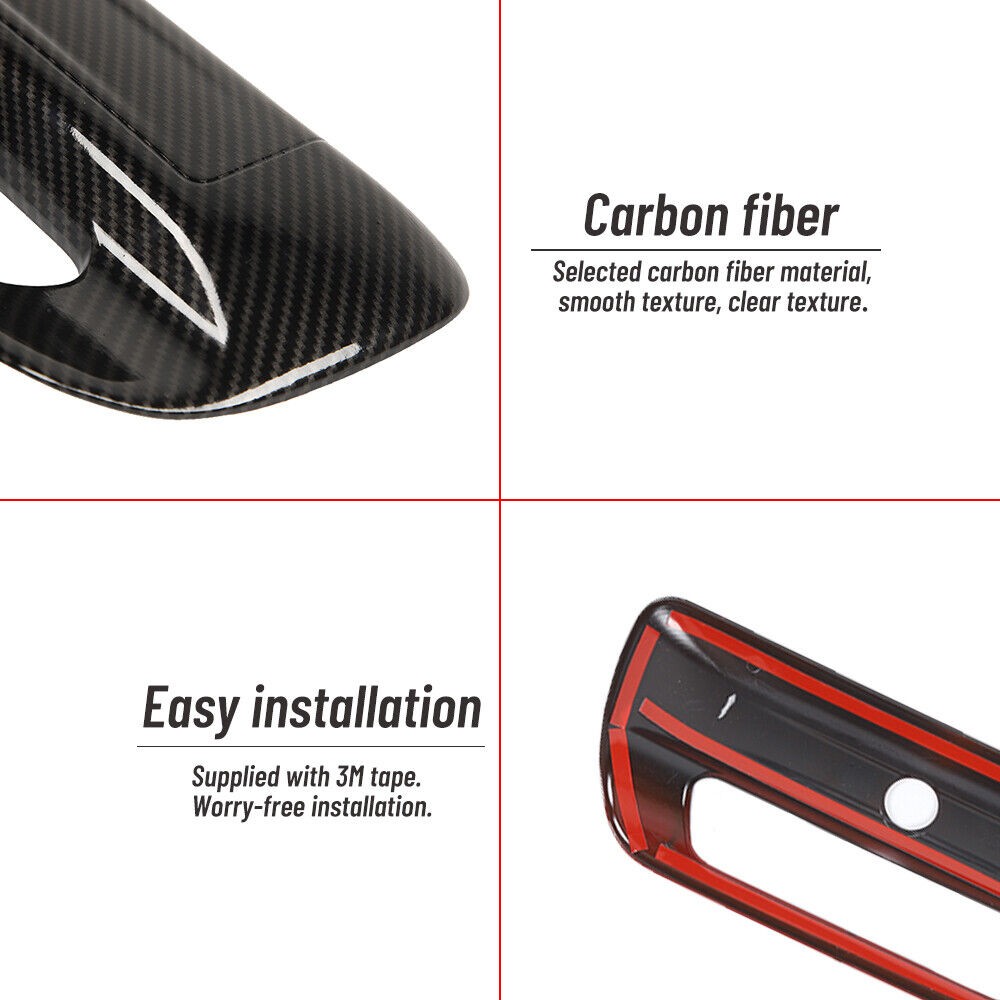 Carbon fiber
Selected carbon fiber material,
smooth texture, clear texture.
Easy installation
Supplied with 3M tape.
Worry-free installation.